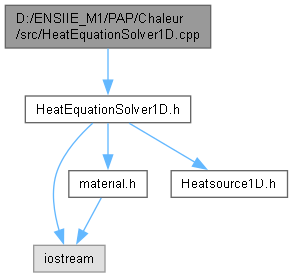 D:/ENSIIE_M1/PAP/Chaleur
/src/HeatEquationSolver1D.cpp
HeatEquationSolver1D.h
material.h
Heatsource1D.h
iostream